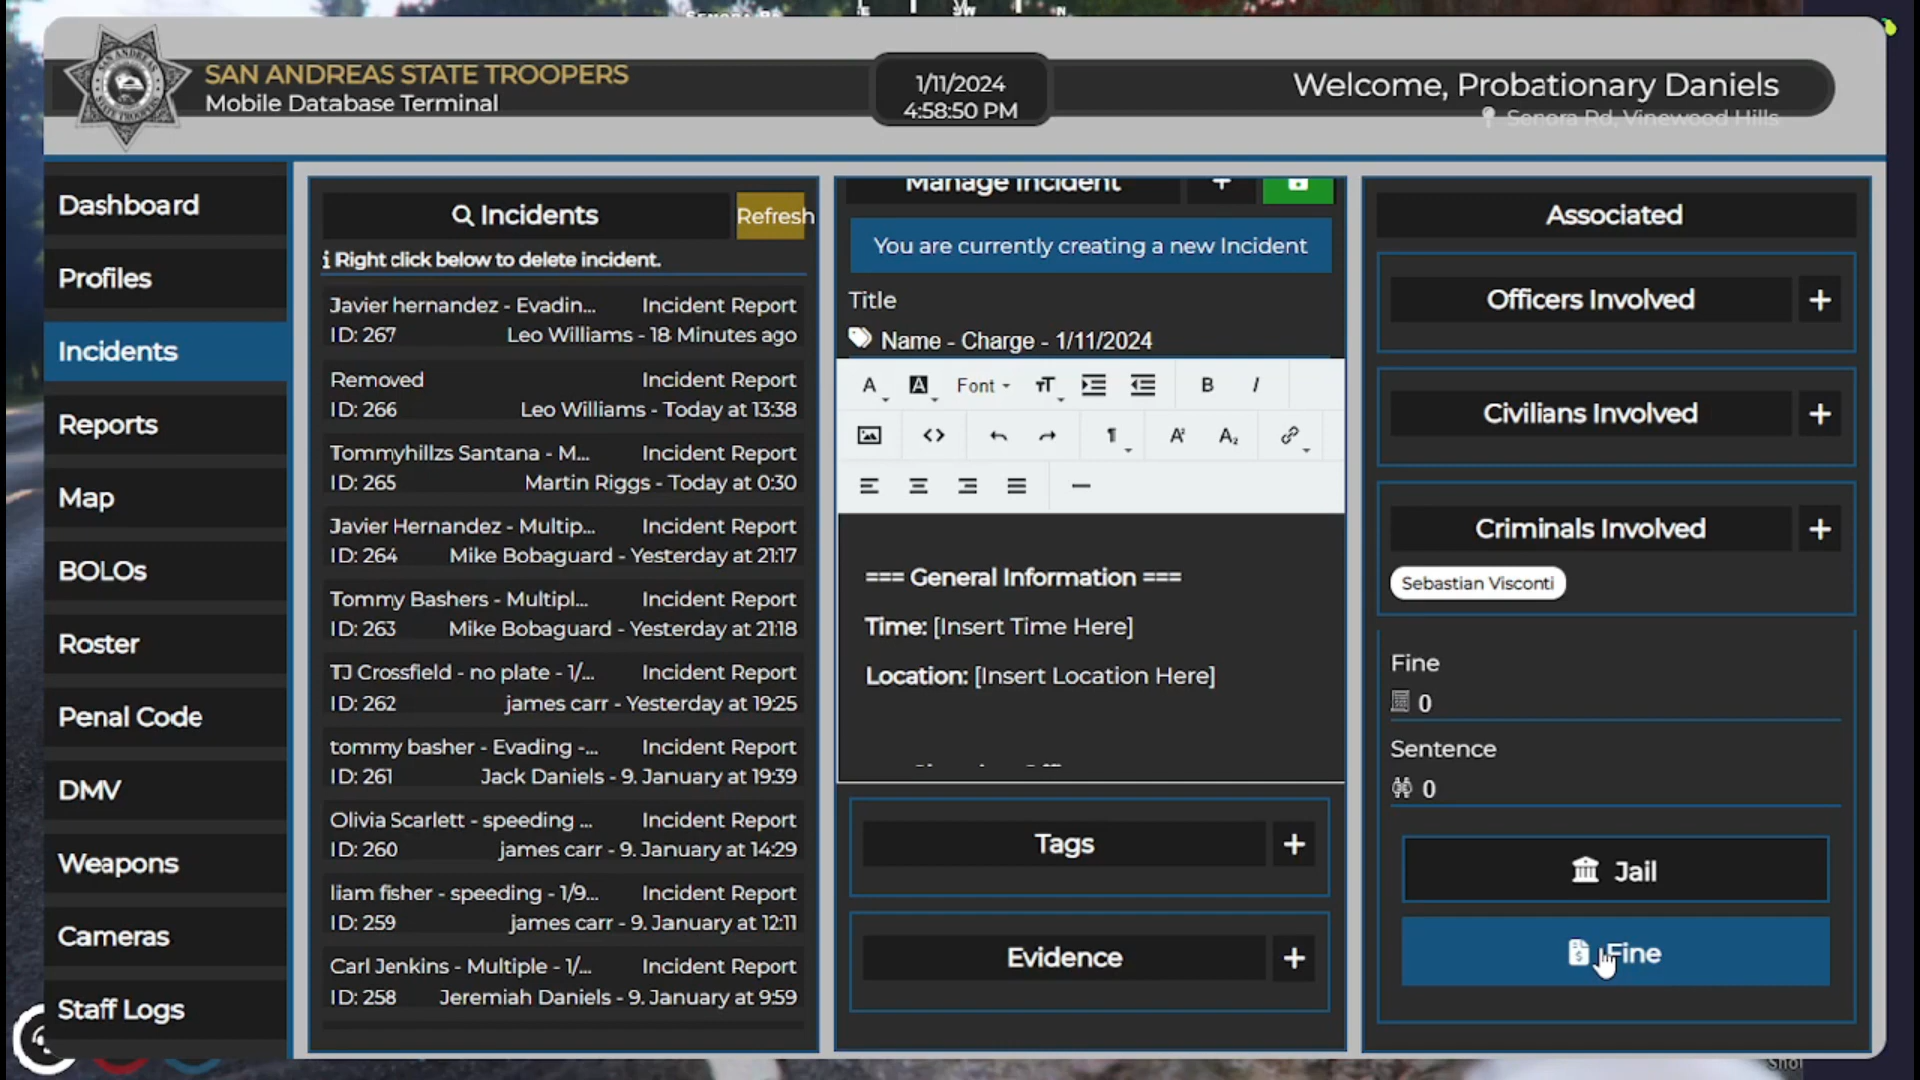 SAN ANDREAS STATE TROOPERS
Mobile Database Terminal
1/11/2024
4:58:50 PM
Welcome, Probationary Daniels
Senora Rd, Vinewood Hills
Dashboard
Profiles
Incidents
Reports
Map
BOLOs
Roster
Penal Code
DMV
Weapons
Cameras
Staff Logs
Incidents
Refresh
Right click below to delete incident.
Javier hernandez - Evadin... Incident Report
ID: 267 Leo Williams - 18 Minutes ago
Removed Incident Report
ID: 266 Leo Williams - Today at 13:38
Tommyhillzs Santana - M... Incident Report
ID: 265 Martin Riggs - Today at 0:30
Javier Hernandez - Multip... Incident Report
ID: 264 Mike Bobaguard - Yesterday at 21:17
Tommy Bashers - Multipl... Incident Report
ID: 263 Mike Bobaguard - Yesterday at 21:18
TJ Crossfield - no plate - 1/... Incident Report
ID: 262 james carr - Yesterday at 19:25
tommy basher - Evading -... Incident Report
ID: 261 Jack Daniels - 9. January at 19:39
Olivia Scarlett - speeding ... Incident Report
ID: 260 james carr - 9. January at 14:29
liam fisher - speeding - 1/9... Incident Report
ID: 259 james carr - 9. January at 12:11
Carl Jenkins - Multiple - 1/... Incident Report
ID: 258 Jeremiah Daniels - 9. January at 9:59
Manage Incident
You are currently creating a new Incident
Title
Name - Charge - 1/11/2024
Font
=== General Information ===
Time: [Insert Time Here]
Location: [Insert Location Here]
Tags
Evidence
Associated
Officers Involved
Civilians Involved
Criminals Involved
Sebastian Visconti
Fine
0
Sentence
0
Jail
Fine